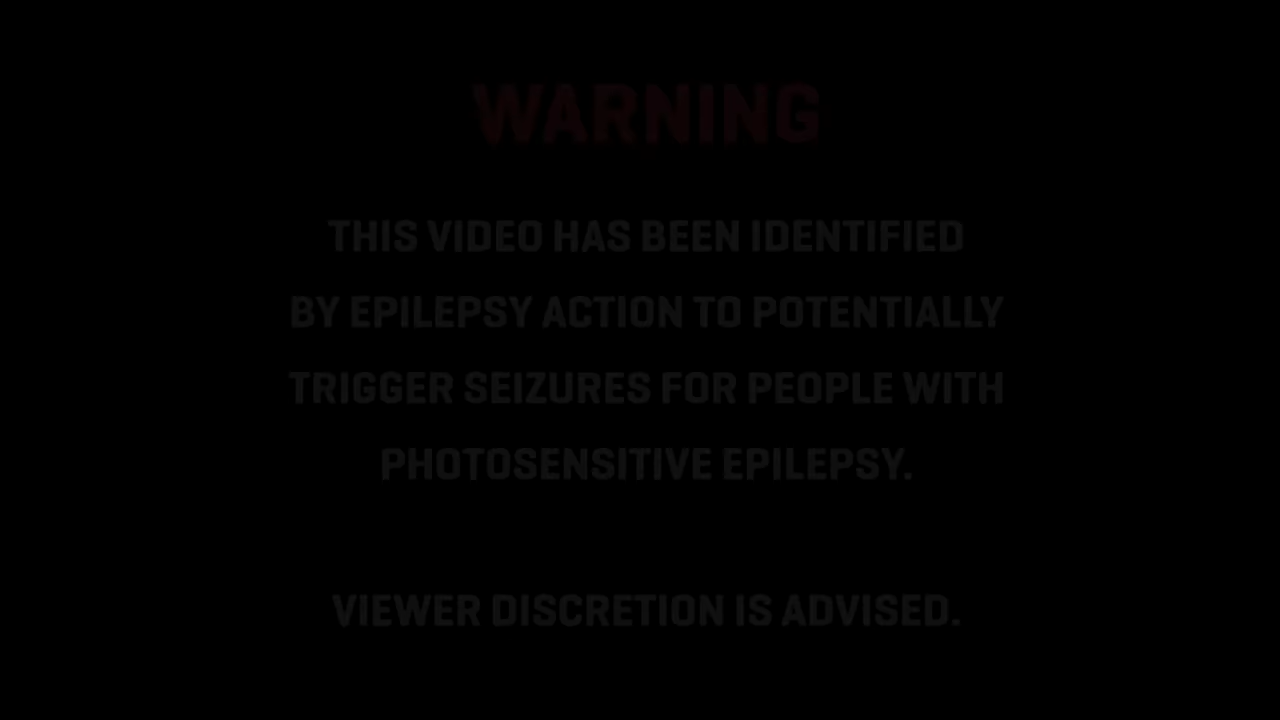 WARNING
THIS VIDEO HAS BEEN IDENTIFIED
BY EPILEPSY ACTION TO POTENTIALLY
TRIGGER SEIZURES FOR PEOPLE WITH
PHOTOSENSITIVE EPILEPSY.
VIEWER DISCRETION IS ADVISED.